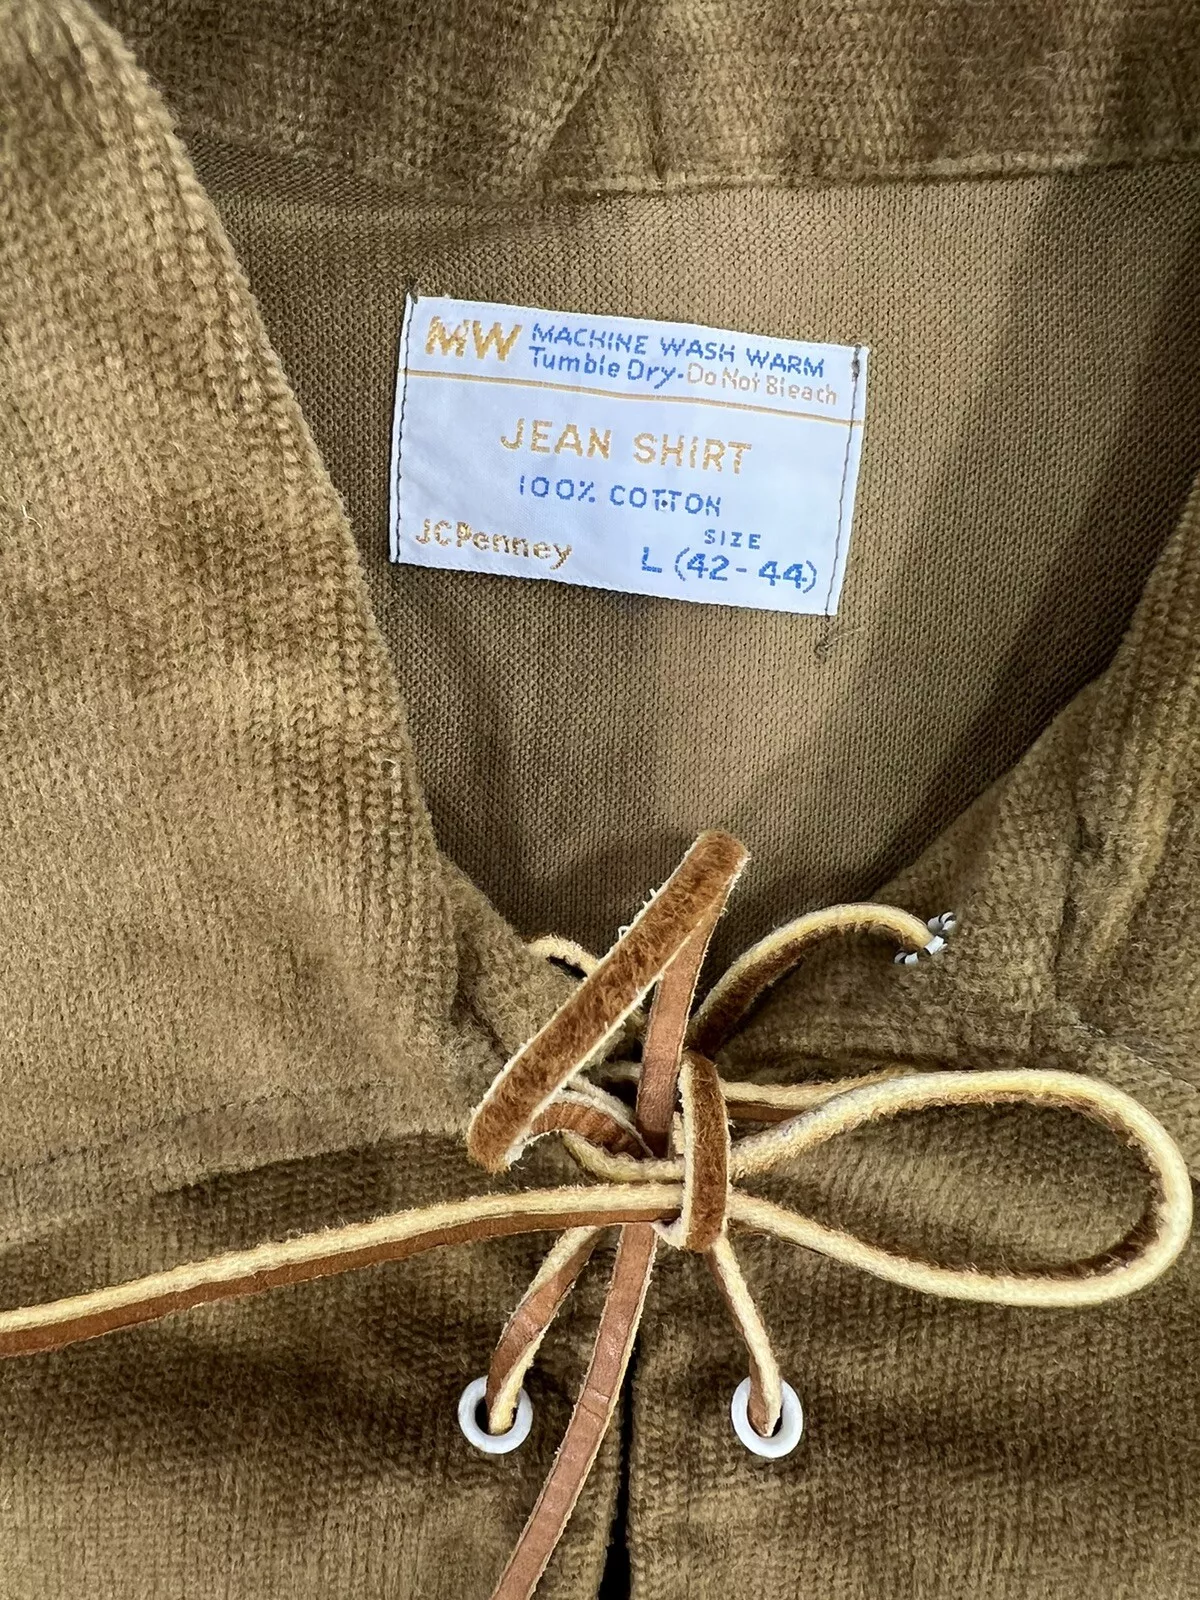 MW MACHINE WASH WARM
Tumble Dry·Do Not Bleach
JEAN SHIRT
100% COTTON
JCPenney SIZE
L (42-44)